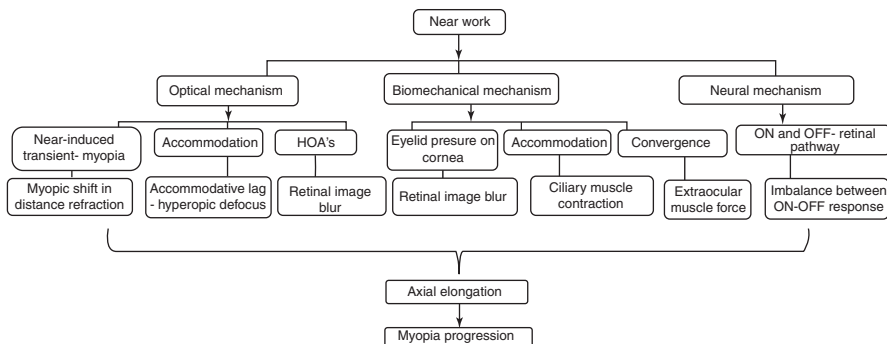 Near work
Optical mechanism
Biomechanical mechanism
Neural mechanism
Near-induced
transient- myopia
Accommodation
HOA's
Eyelid presure on
cornea
Accommodation
Convergence
ON and OFF- retinal
pathway
Myopic shift in
distance refraction
Accommodative lag
- hyperopic defocus
Retinal image
blur
Retinal image blur
Ciliary muscle
contraction
Extraocular
muscle force
Imbalance between
ON-OFF response
Axial elongation
Myopia progression